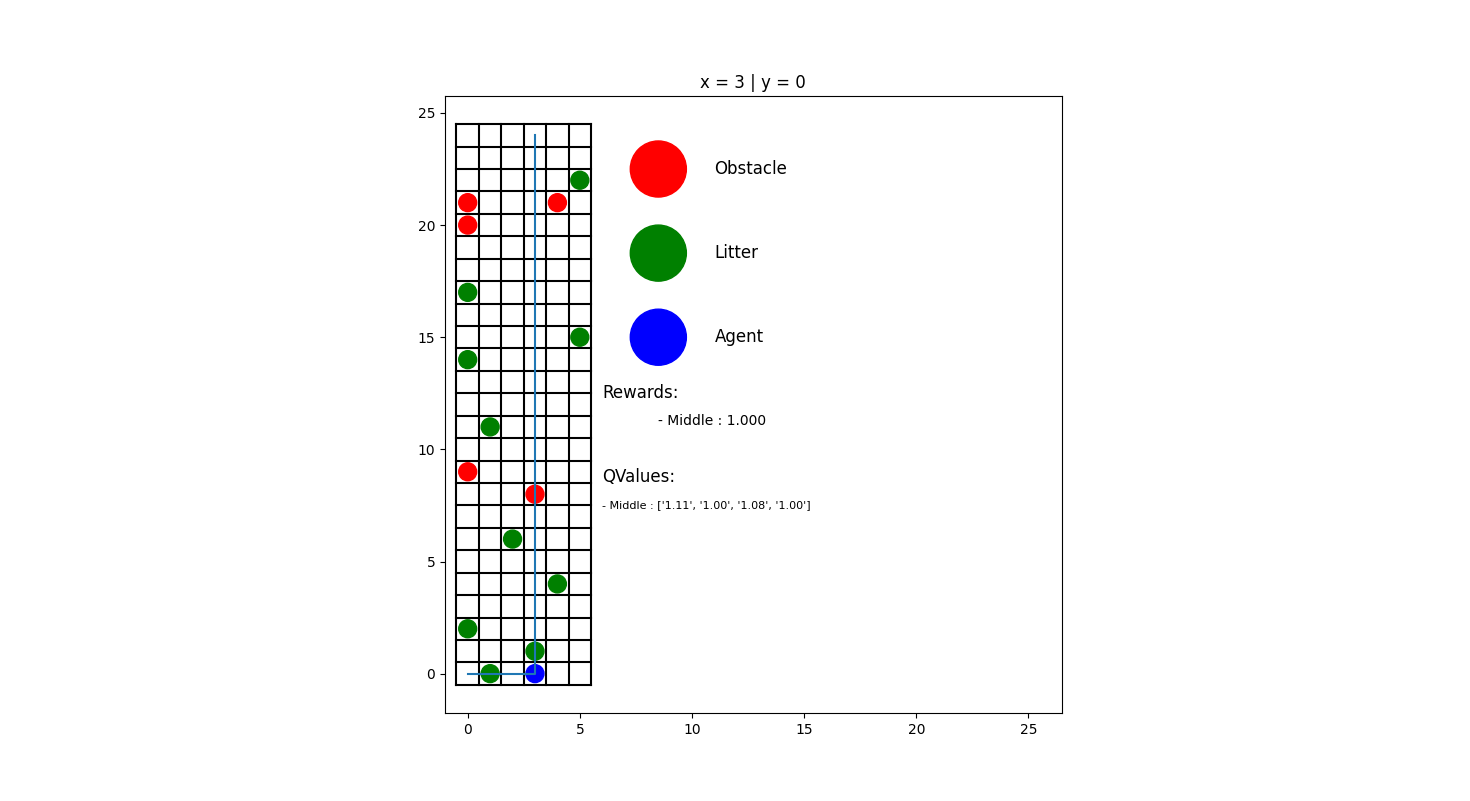 x = 3 | y = 0
25
20
15
10
5
0
Obstacle
Litter
Agent
Rewards:
- Middle : 1.000
QValues:
- Middle : ['1.11', '1.00', '1.08', '1.00']
0 5 10 15 20 25